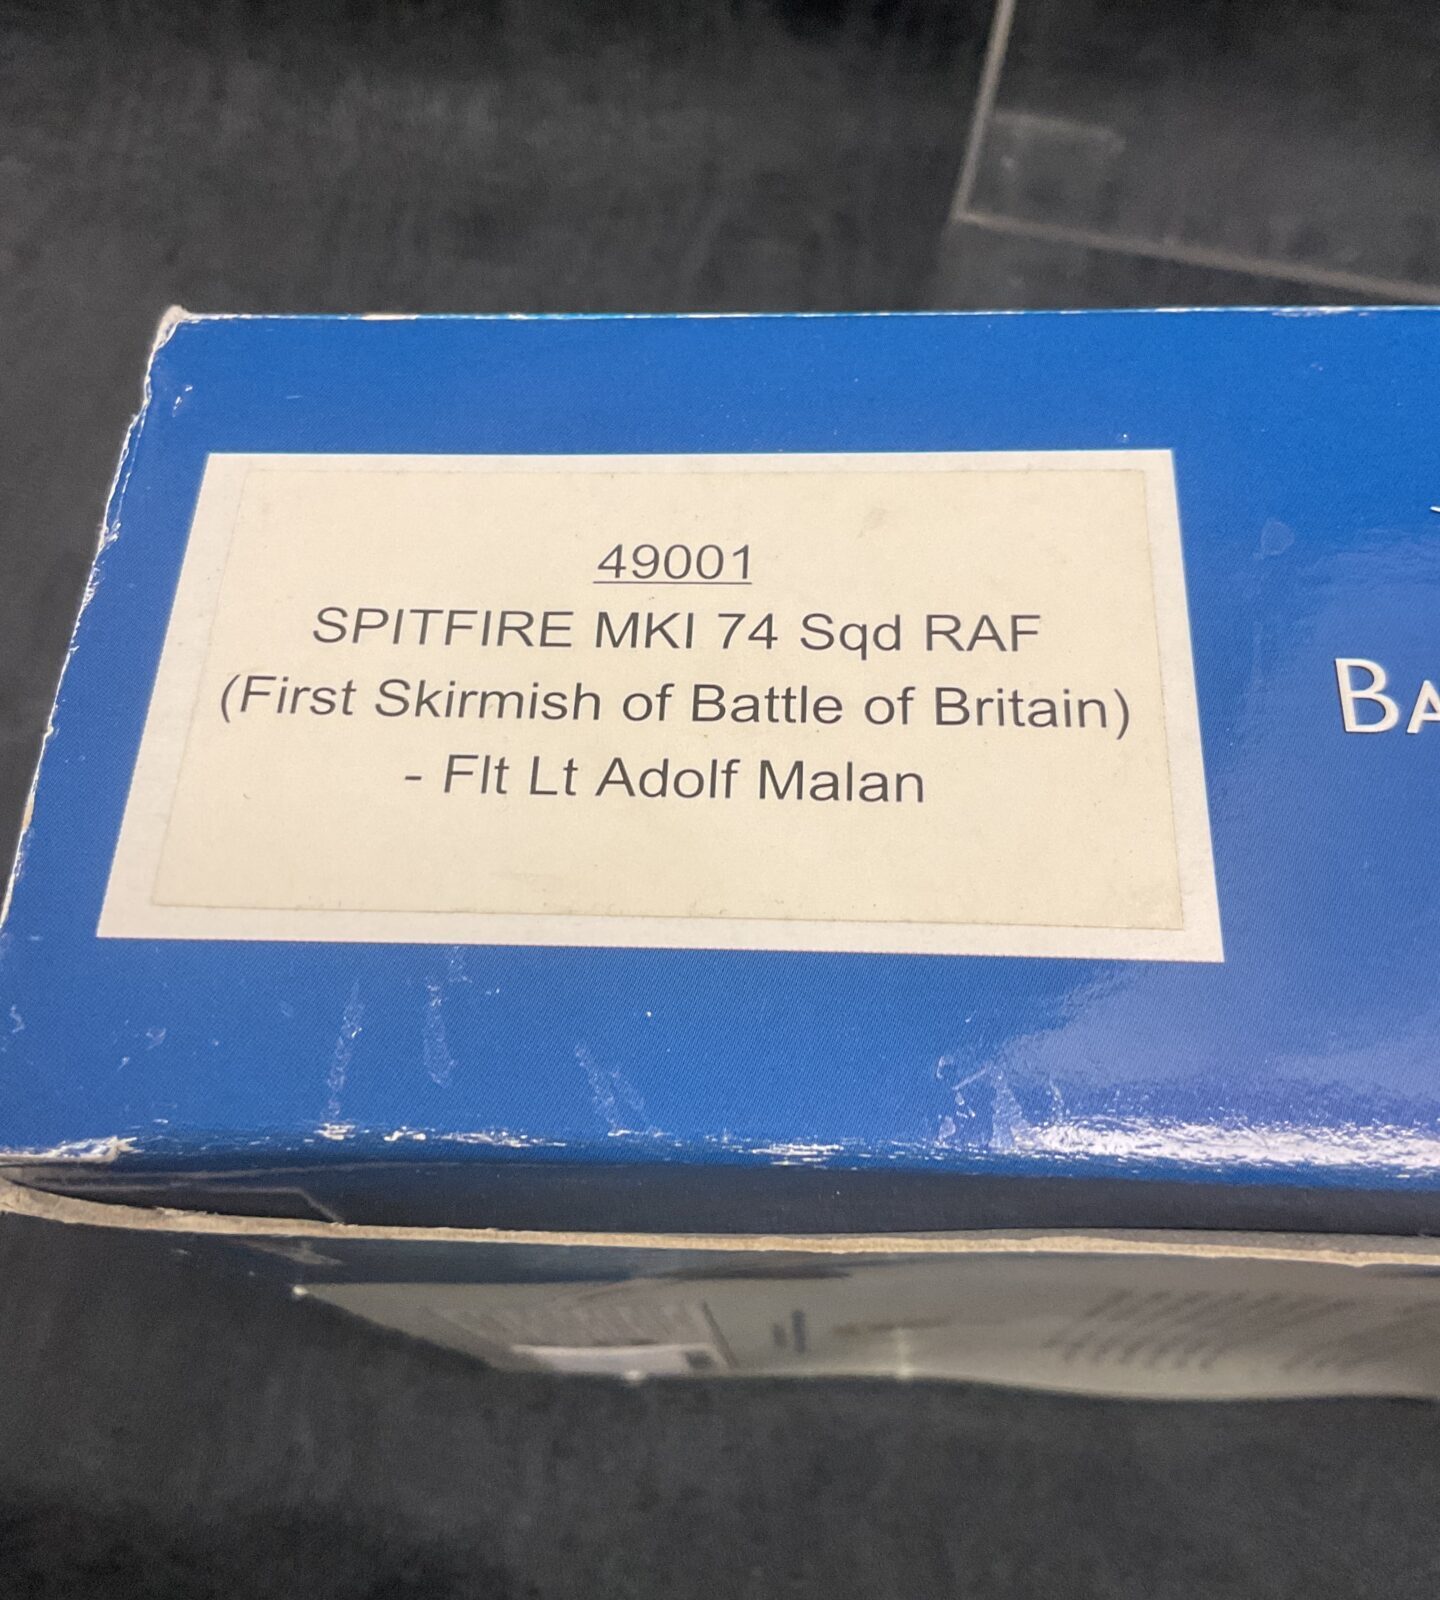 49001
SPITFIRE MKI 74 Sqd RAF
(First Skirmish of Battle of Britain)
- Flt Lt Adolf Malan